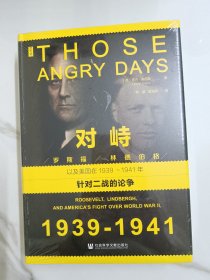 THOSE
ANGRY DAYS
对峙
罗斯福 林德伯格
以及美国在1939~1941年
针对二战的论争
ROOSEVELT, LINDBERGH,
AND AMERICA'S FIGHT OVER WORLD WAR II,
1939-1941
社会科学文献出版社